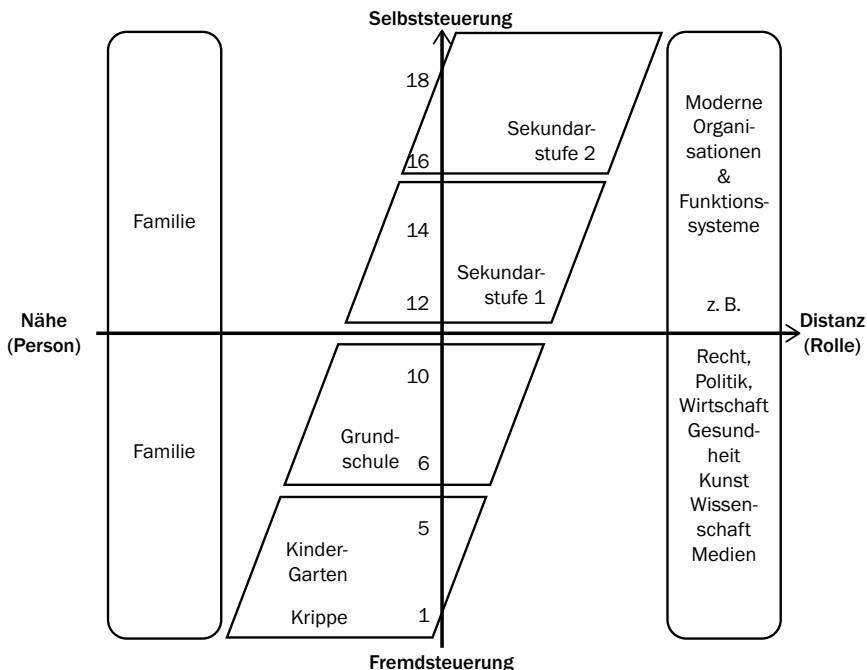 Selbststeuerung
18
Moderne
Organi-
sationen
&
Funktions-
systeme
Sekundar-
stufe 2
16
Familie
14
Sekundar-
stufe 1
12
z. B.
Nähe
(Person)
Distanz
(Rolle)
10
Recht,
Politik,
Wirtschaft
Gesund-
heit
Kunst
Wissen-
schaft
Medien
Grund-
schule
6
Familie
5
Kinder-
Garten
Krippe
1
Fremdsteuerung